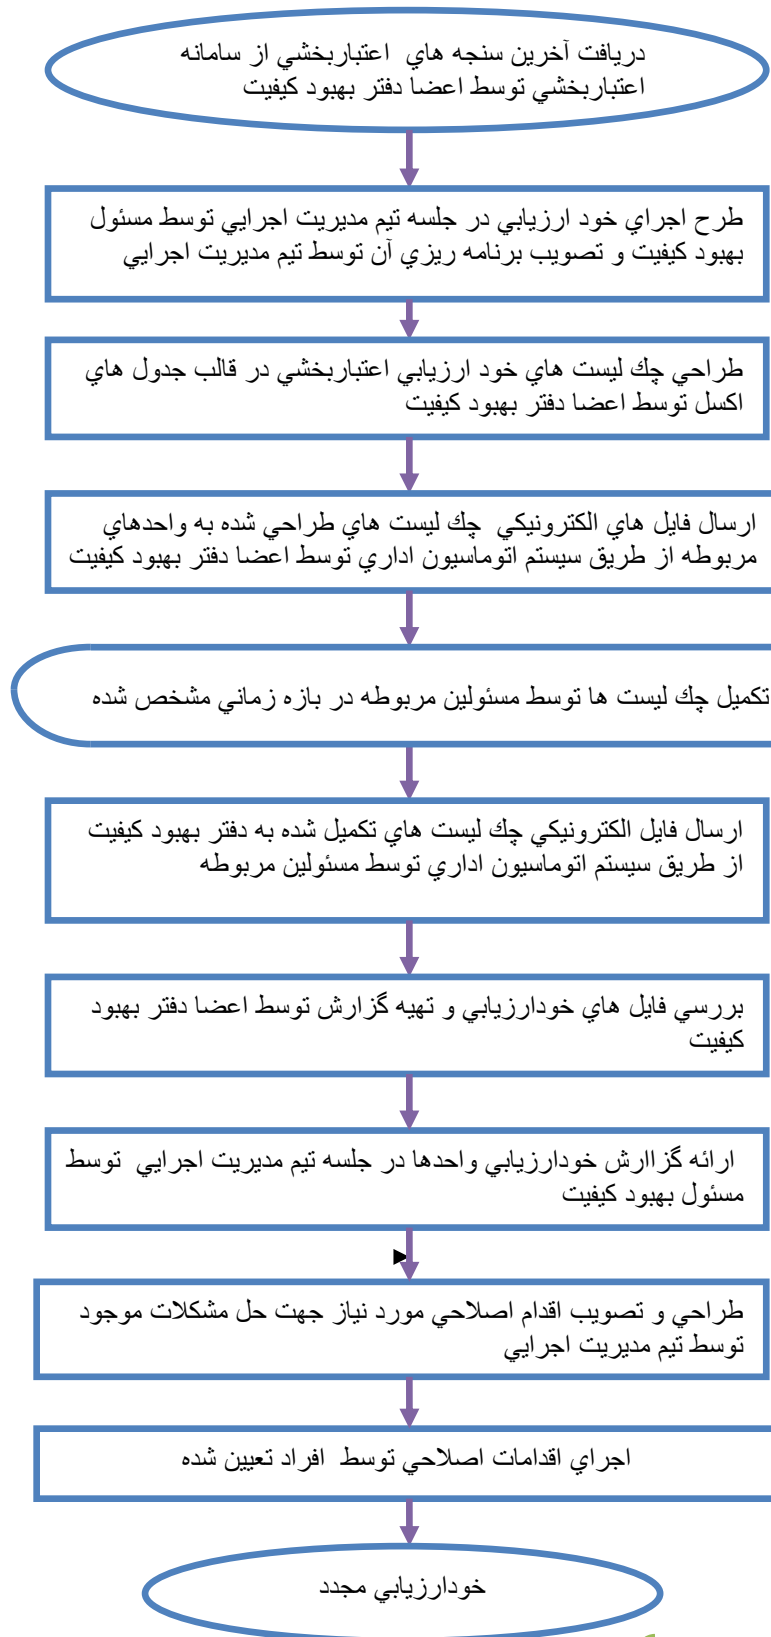 دريافت آخرين سنجه هاي اعتباربخشي از سامانه
اعتباربخشي توسط اعضا دفتر بهبود كيفيت
طرح اجراي خود ارزيابي در جلسه تيم مديريت اجرايي توسط مسئول
بهبود كيفيت و تصويب برنامه ريزي آن توسط تيم مديريت اجرايي
طراحي چك ليست هاي خود ارزيابي اعتباربخشي در قالب جدول هاي
اكسل توسط اعضا دفتر بهبود كيفيت
ارسال فايل هاي الكترونيكي چك ليست هاي طراحي شده به واحدهاي
مربوطه از طريق سيستم اتوماسيون اداري توسط اعضا دفتر بهبود كيفيت
تكميل چك ليست ها توسط مسئولين مربوطه در بازه زماني مشخص شده
ارسال فايل الكترونيكي چك ليست هاي تكميل شده به دفتر بهبود كيفيت
از طريق سيستم اتوماسيون اداري توسط مسئولين مربوطه
بررسي فايل هاي خودارزيابي و تهيه گزارش توسط اعضا دفتر بهبود
كيفيت
ارائه گزاارش خودارزيابي واحدها در جلسه تيم مديريت اجرايي توسط
مسئول بهبود كيفيت
طراحي و تصويب اقدام اصلاحي مورد نياز جهت حل مشكلات موجود
توسط تيم مديريت اجرايي
اجراي اقدامات اصلاحي توسط افراد تعيين شده
خودارزيابي مجدد